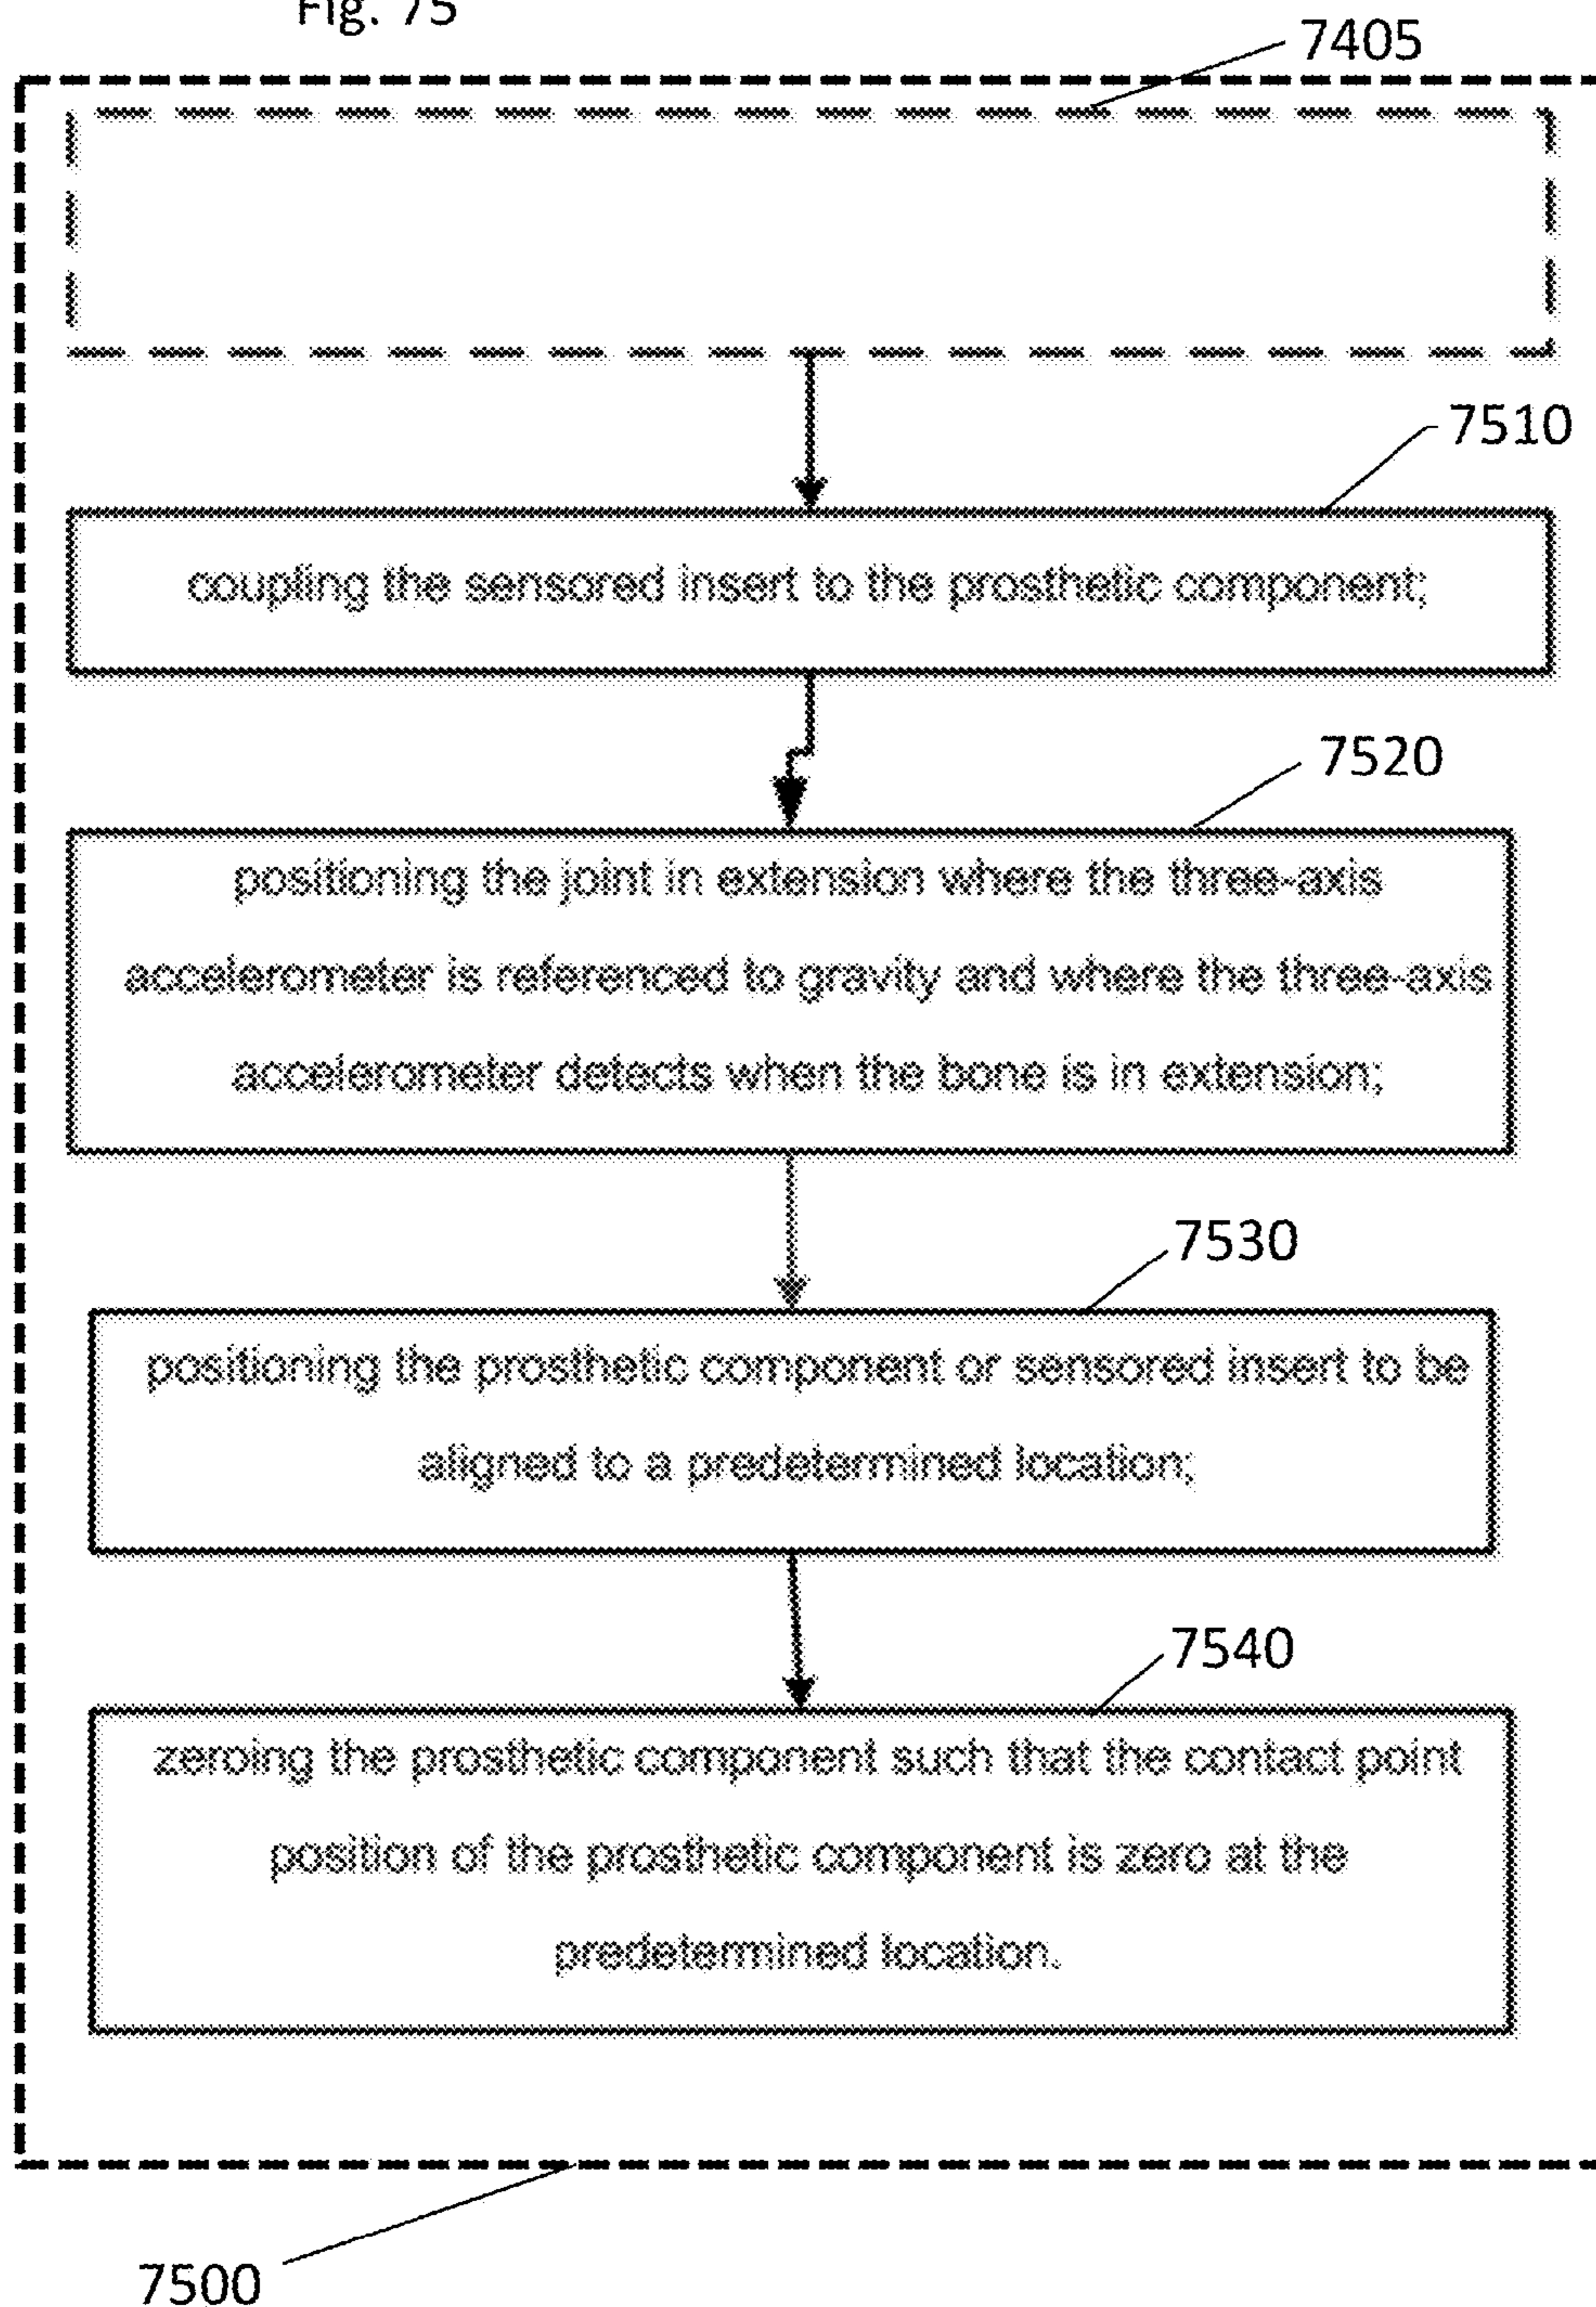 Fig. 75
7405
7510
coupling the sensored insert to the prosthetic component;
7520
positioning the joint in extension where the three-axis
accelerometer is referenced to gravity and where the three-axis
accelerometer detects when the bone is in extension;
7530
positioning the prosthetic component or sensored insert to be
aligned to a predetermined location;
7540
zeroing the prosthetic component such that the contact point
position of the prosthetic component is zero at the
predetermined location.
7500